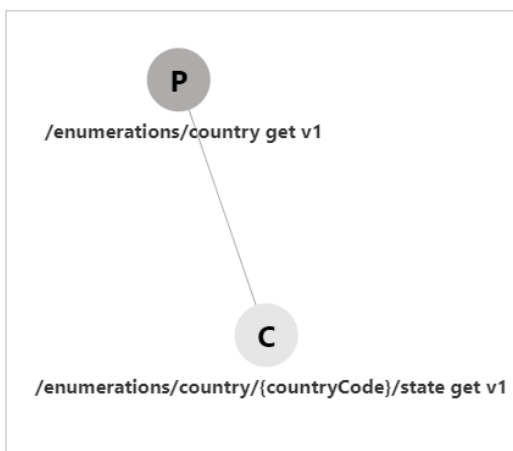 P
/enumerations/country get v1
C
/enumerations/country/{countryCode}/state get v1